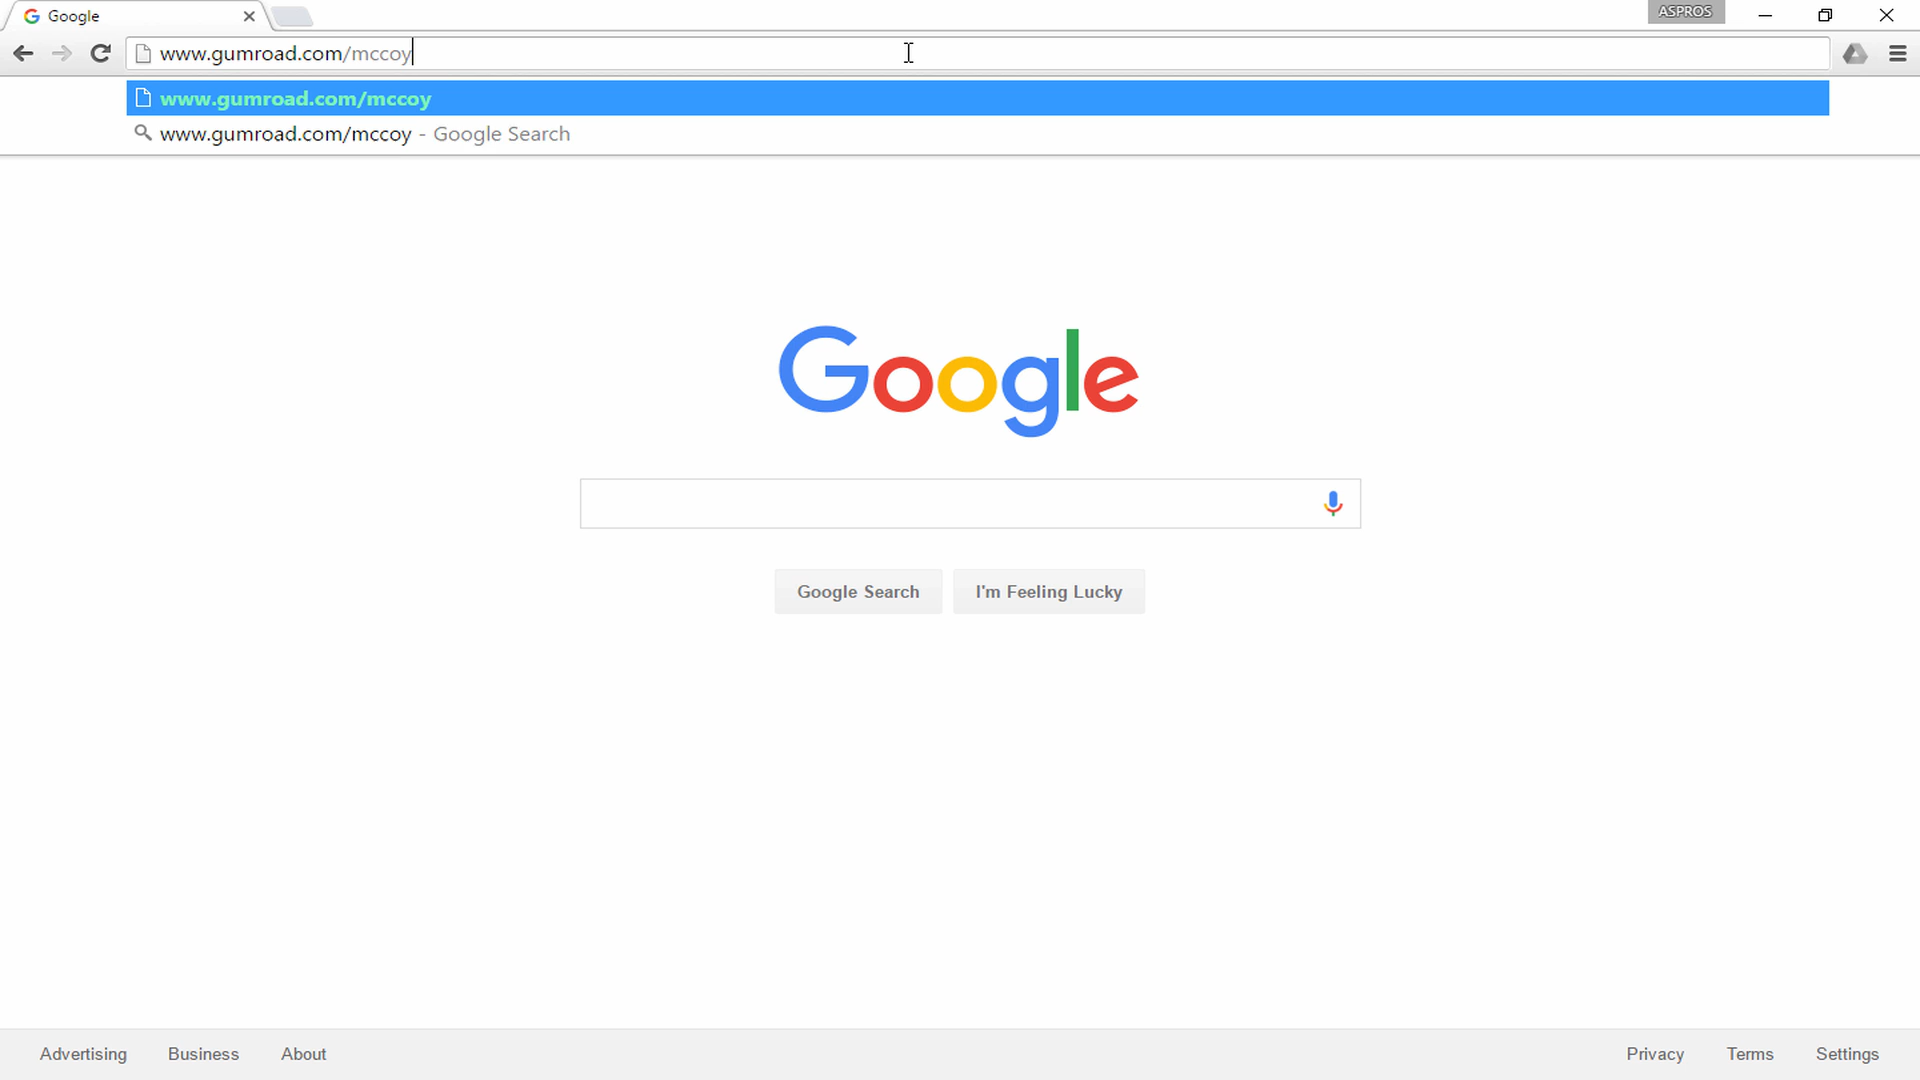 Google
ASPROS
www.gumroad.com/mccoy
www.gumroad.com/mccoy
www.gumroad.com/mccoy - Google Search
Google
Google Search
I'm Feeling Lucky
Advertising
Business
About
Privacy
Terms
Settings